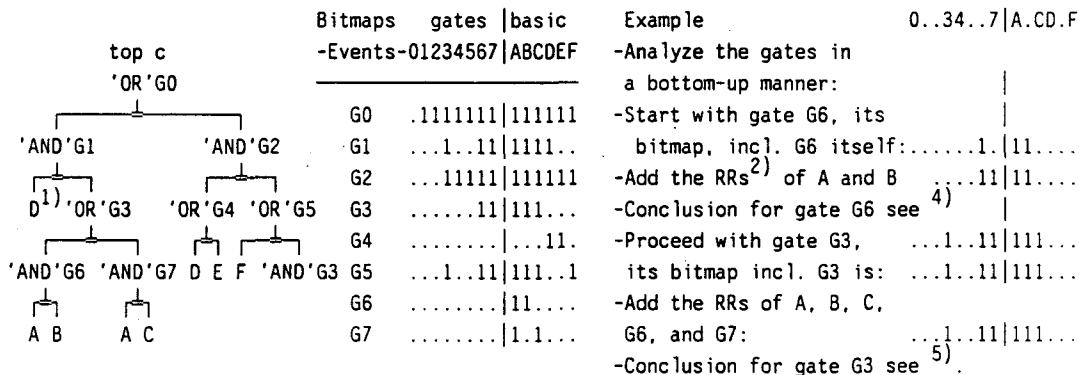 Bitmaps gates |basic Example 0..34..7|A.CD.F
top c -Events-01234567|ABCDEF -Analyze the gates in
'OR'G0 a bottom-up manner:
G0 .1111111|111111 -Start with gate G6, its
'AND'G1 'AND'G2 G1 ...1..11|1111.. bitmap, incl. G6 itself:......1.|11....
G2 ...11111|111111 -Add the RRs2) of A and B ....11|11....
D1) 'OR'G3 'OR'G4 'OR'G5 G3 ......11|111... -Conclusion for gate G6 see 4)
G4 ........|...11. -Proceed with gate G3, ...1..11|111...
'AND'G6 'AND'G7 D E F 'AND'G3 G5 ...1..11|111..1 its bitmap incl. G3 is: ...1..11|111...
G6 ........|11.... -Add the RRs of A, B, C,
A B A C G7 ........|1.1... G6, and G7: ...1..11|111...
-Conclusion for gate G3 see 5).